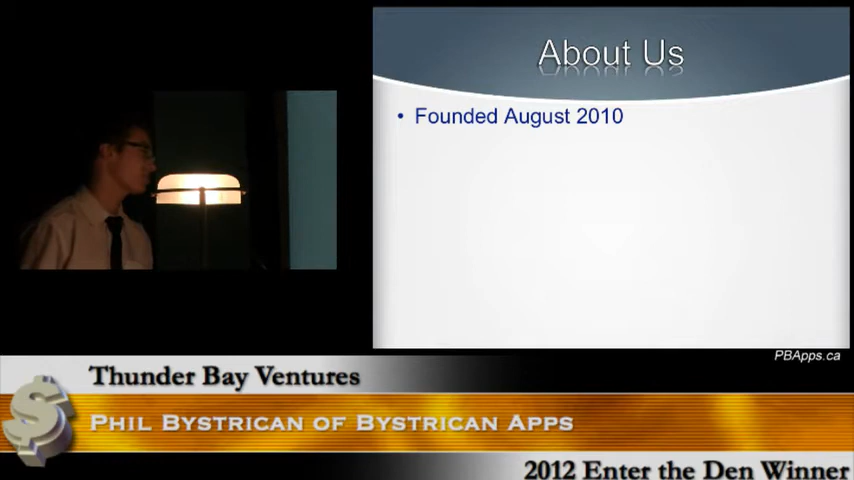 About Us
• Founded August 2010
PBApps.ca
Thunder Bay Ventures
Phil Bystrican of Bystrican Apps
2012 Enter the Den Winner